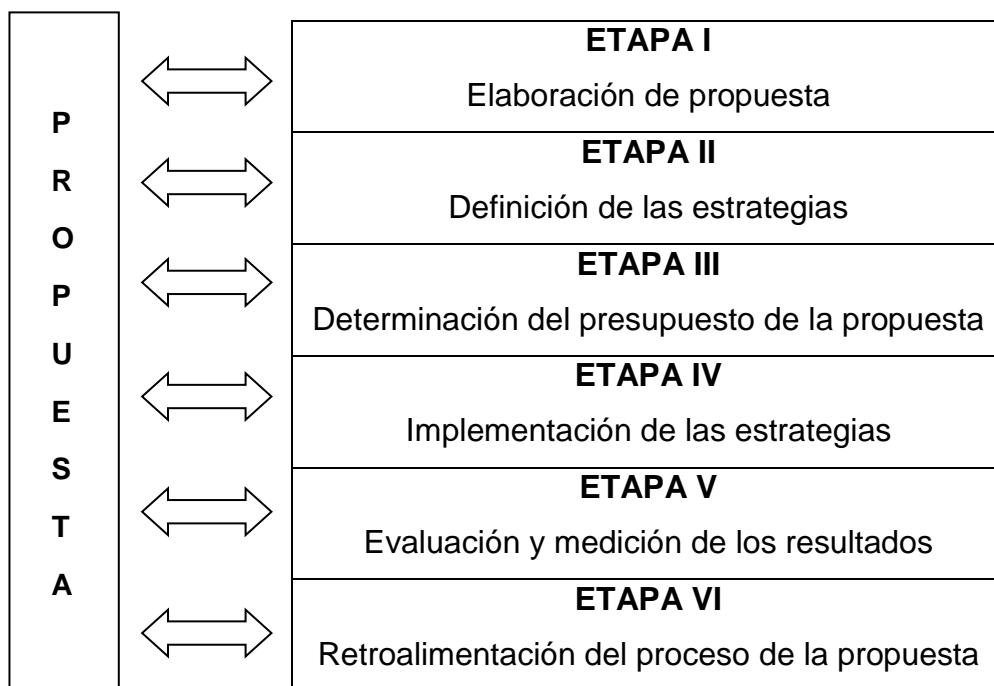 P
R
O
P
U
E
S
T
A
ETAPA I
Elaboración de propuesta
ETAPA II
Definición de las estrategias
ETAPA III
Determinación del presupuesto de la propuesta
ETAPA IV
Implementación de las estrategias
ETAPA V
Evaluación y medición de los resultados
ETAPA VI
Retroalimentación del proceso de la propuesta